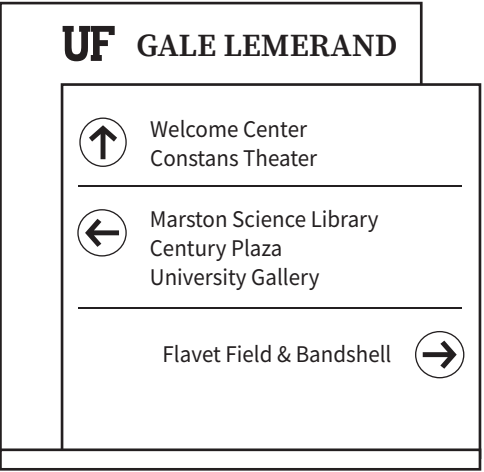 UF GALE LEMERAND
Welcome Center
Constans Theater
Marston Science Library
Century Plaza
University Gallery
Flavet Field & Bandshell